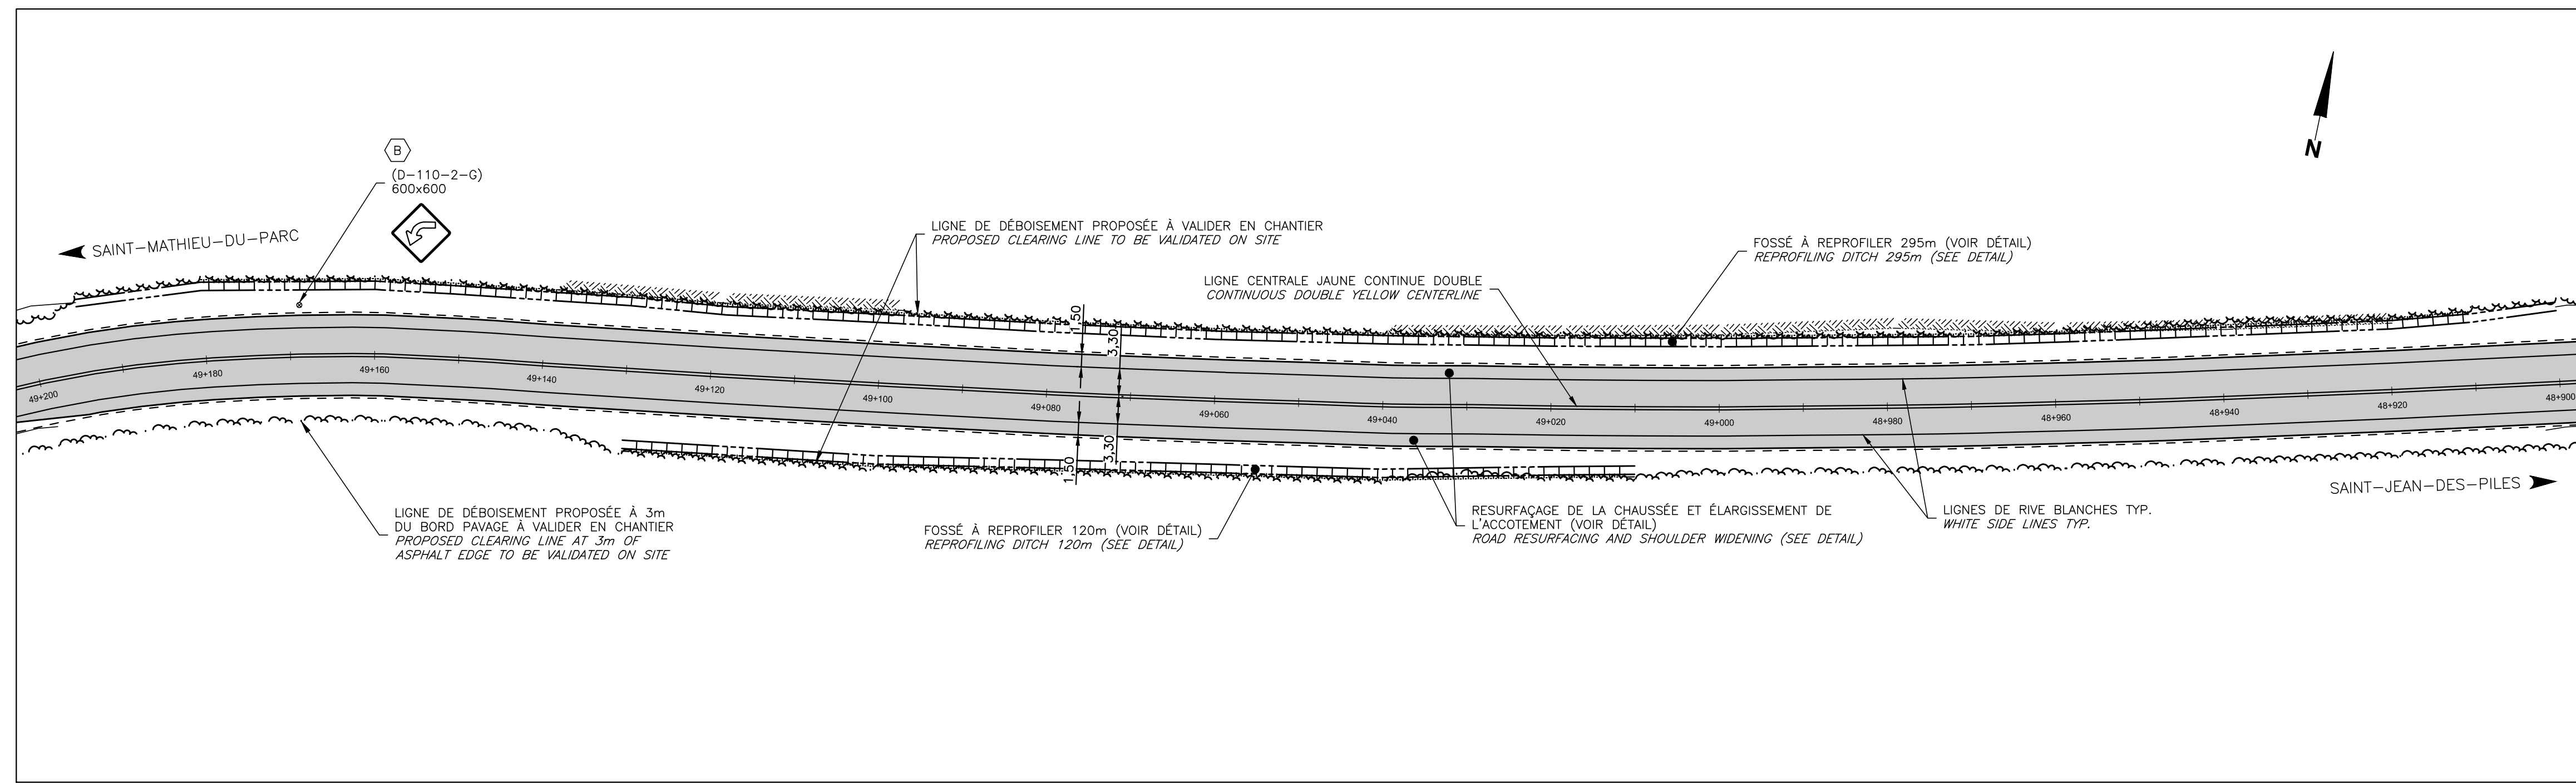 N
B
(D-110-2-G)
600x600
SAINT-MATHIEU-DU-PARC
LIGNE DE DÉBOISEMENT PROPOSÉE À VALIDER EN CHANTIER
PROPOSED CLEARING LINE TO BE VALIDATED ON SITE
LIGNE CENTRALE JAUNE CONTINUE DOUBLE
CONTINUOUS DOUBLE YELLOW CENTERLINE
FOSSÉ À REPROFILER 295m (VOIR DÉTAIL)
REPROFILING DITCH 295m (SEE DETAIL)
1,50
3,30
49+200
49+180
49+160
49+140
49+120
49+100
49+080
49+060
49+040
49+020
49+000
48+980
48+960
48+940
48+920
48+900
1,50
3,30
SAINT-JEAN-DES-PILES
LIGNE DE DÉBOISEMENT PROPOSÉE À 3m
DU BORD PAVAGE À VALIDER EN CHANTIER
PROPOSED CLEARING LINE AT 3m OF
ASPHALT EDGE TO BE VALIDATED ON SITE
FOSSÉ À REPROFILER 120m (VOIR DÉTAIL)
REPROFILING DITCH 120m (SEE DETAIL)
RESURFAÇAGE DE LA CHAUSSÉE ET ÉLARGISSEMENT DE
L'ACCOTEMENT (VOIR DÉTAIL)
ROAD RESURFACING AND SHOULDER WIDENING (SEE DETAIL)
LIGNES DE RIVE BLANCHES TYP.
WHITE SIDE LINES TYP.